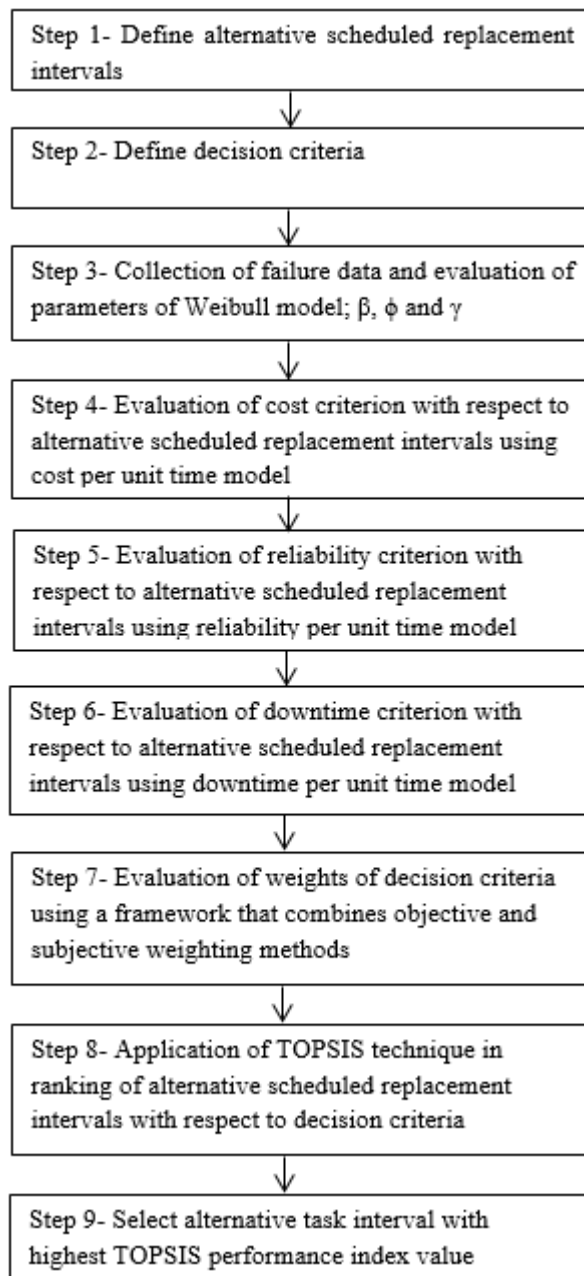 Step 1- Define alternative scheduled replacement
intervals
Step 2- Define decision criteria
Step 3- Collection of failure data and evaluation of
parameters of Weibull model; β, ϕ and γ
Step 4- Evaluation of cost criterion with respect to
alternative scheduled replacement intervals using
cost per unit time model
Step 5- Evaluation of reliability criterion with
respect to alternative scheduled replacement
intervals using reliability per unit time model
Step 6- Evaluation of downtime criterion with
respect to alternative scheduled replacement
intervals using downtime per unit time model
Step 7- Evaluation of weights of decision criteria
using a framework that combines objective and
subjective weighting methods
Step 8- Application of TOPSIS technique in
ranking of alternative scheduled replacement
intervals with respect to decision criteria
Step 9- Select alternative task interval with
highest TOPSIS performance index value